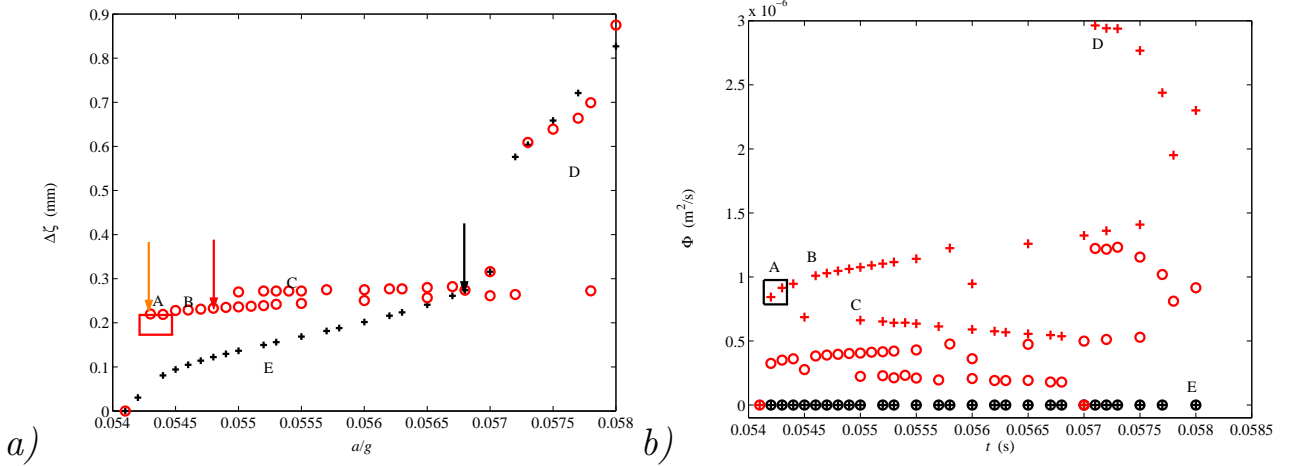 0.9
0.8
0.7
0.6
0.5
0.4
0.3
0.2
0.1
0
0.054 0.0545 0.055 0.0555 0.056 0.0565 0.057 0.0575 0.058
Δζ (mm)
a/g
A
B
C
D
E
a)
x 10⁻⁶
3
2.5
2
1.5
1
0.5
0
0.054 0.0545 0.055 0.0555 0.056 0.0565 0.057 0.0575 0.058 0.0585
Φ (m²/s)
t (s)
A
B
C
D
E
b)